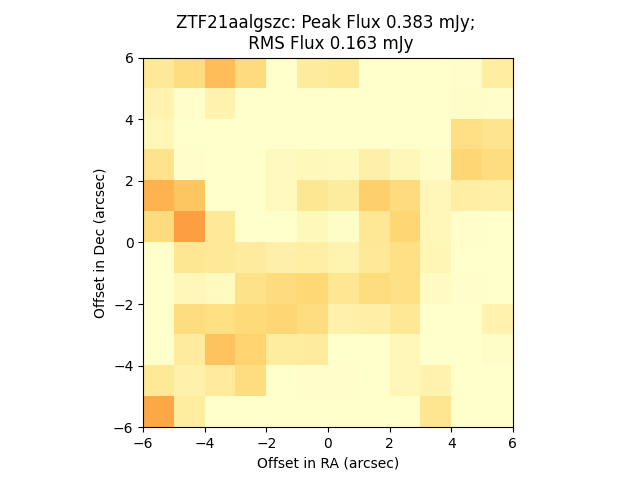 ZTF21aalgszc: Peak Flux 0.383 mJy;
RMS Flux 0.163 mJy
6
4
2
0
−2
−4
−6
Offset in Dec (arcsec)
−6 −4 −2 0 2 4 6
Offset in RA (arcsec)